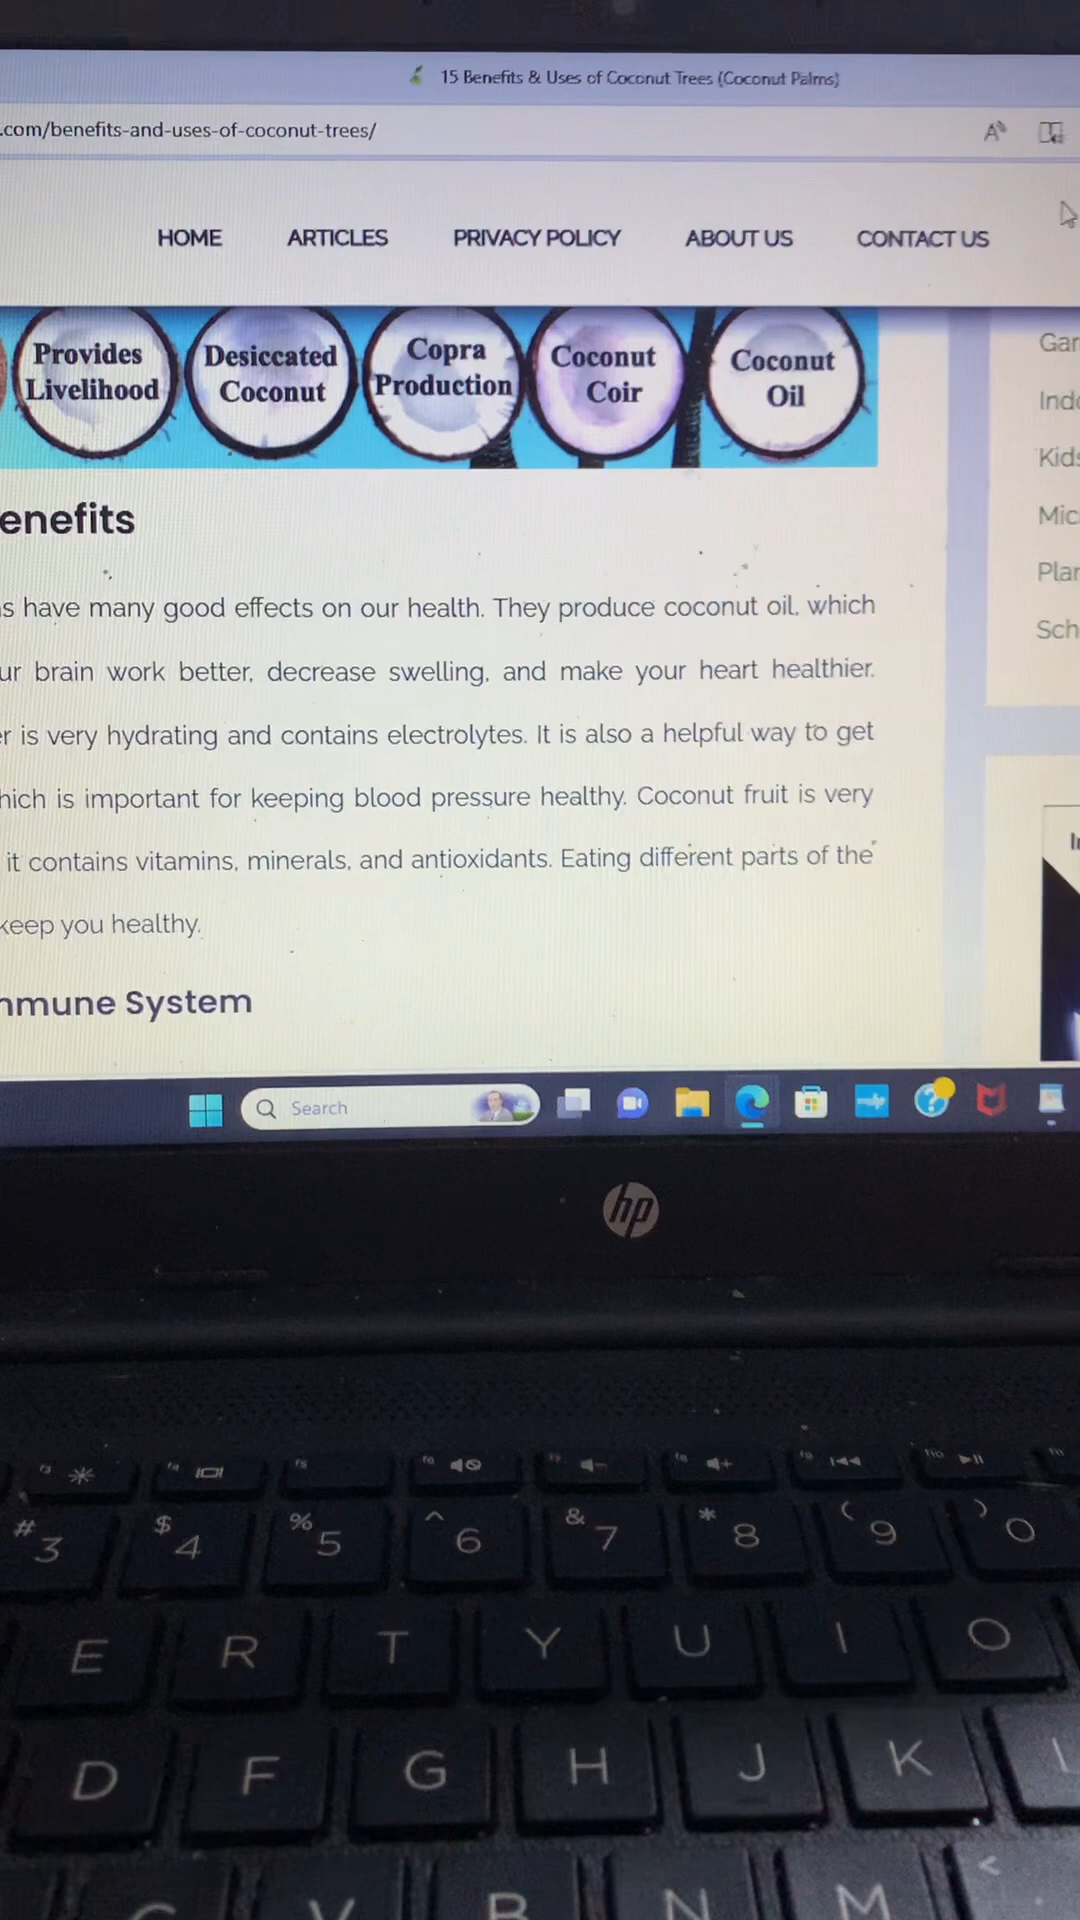 15 Benefits & Uses of Coconut Trees (Coconut Palms)
.com/benefits-and-uses-of-coconut-trees/
HOME ARTICLES PRIVACY POLICY ABOUT US CONTACT US
Provides Livelihood
Desiccated Coconut
Copra Production
Coconut Coir
Coconut Oil
Gar
Ind
Kids
Mic
Plan
Sch
enefits
s have many good effects on our health. They produce coconut oil, which
ur brain work better, decrease swelling, and make your heart healthier.
er is very hydrating and contains electrolytes. It is also a helpful way to get
hich is important for keeping blood pressure healthy. Coconut fruit is very
it contains vitamins, minerals, and antioxidants. Eating different parts of the
keep you healthy.
mmune System
Search
hp
# 3 $ 4 % 5 ^ 6 & 7 * 8 ( 9 ) 0
E R T Y U I O
D F G H J K L
C V B N M <